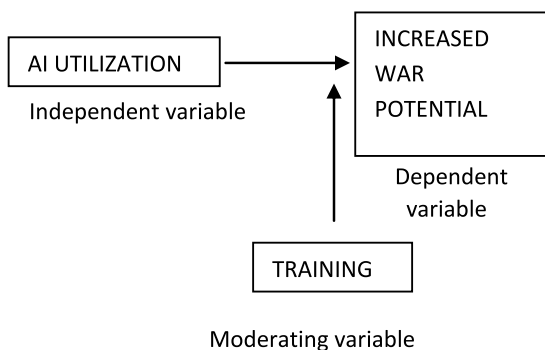 AI UTILIZATION
Independent variable
INCREASED
WAR
POTENTIAL
Dependent
variable
TRAINING
Moderating variable